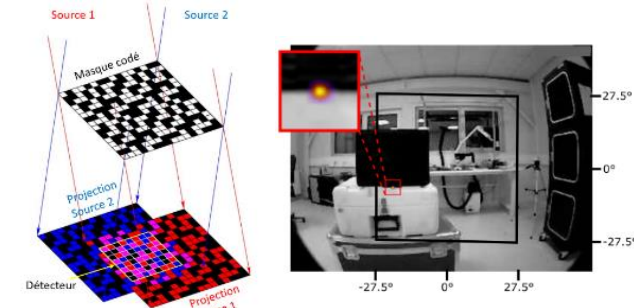 Source 1
Source 2
Masque codé
Projection
Source 2
Détecteur
Projection
27.5°
0°
-27.5°
-27.5°
0°
27.5°